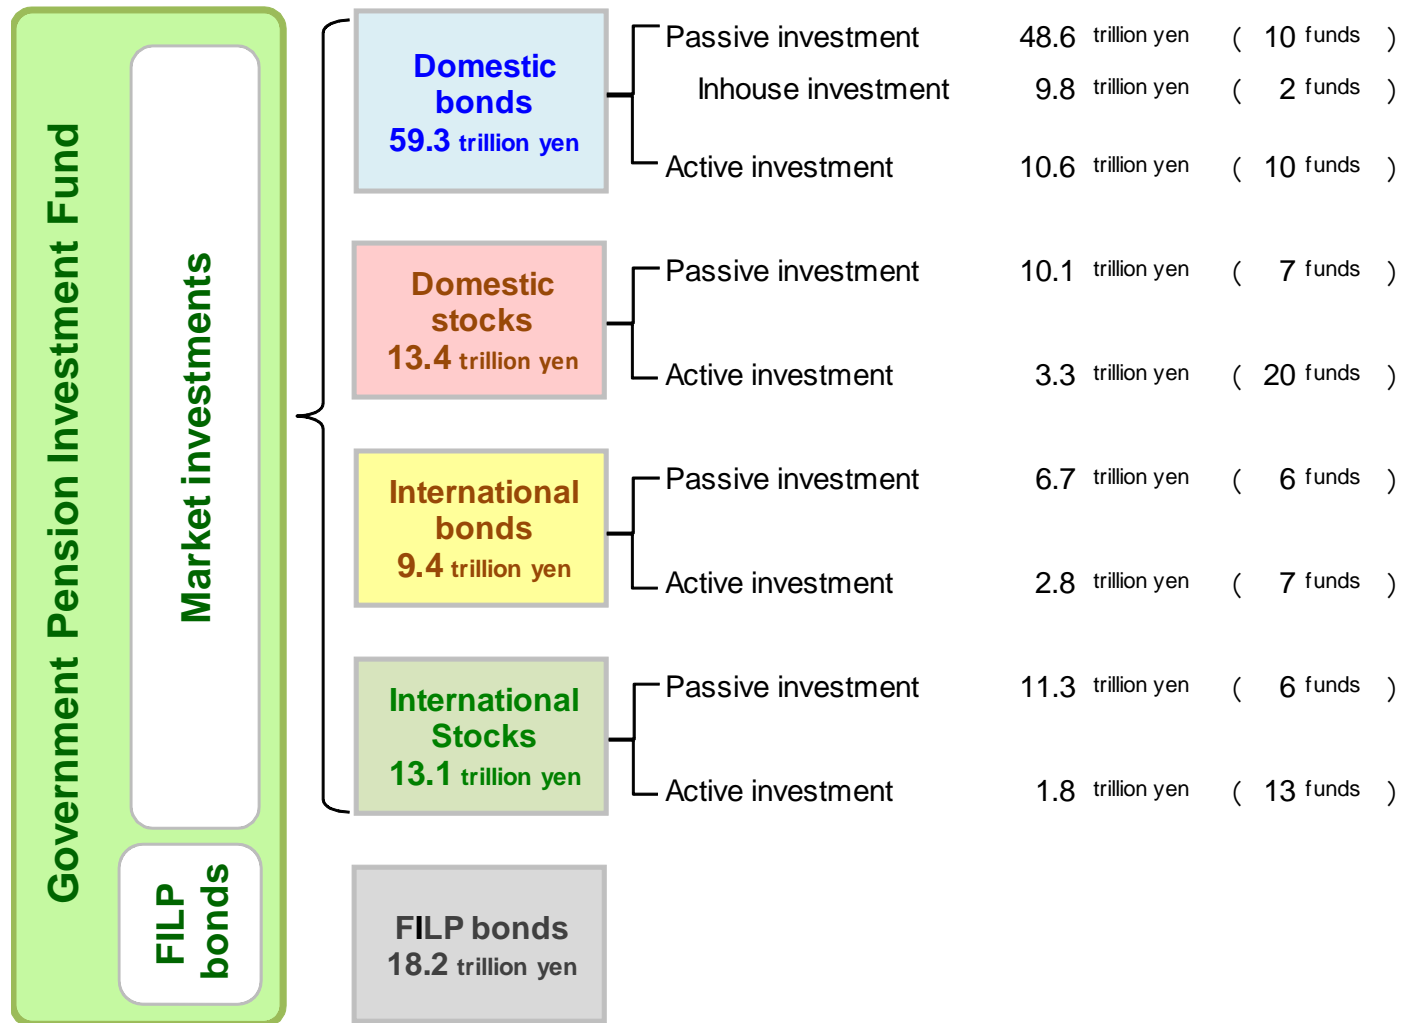 Government Pension Investment Fund
Market investments
FILP
bonds
Domestic
bonds
59.3 trillion yen
Passive investment 48.6 trillion yen ( 10 funds )
Inhouse investment 9.8 trillion yen ( 2 funds )
Active investment 10.6 trillion yen ( 10 funds )
Domestic
stocks
13.4 trillion yen
Passive investment 10.1 trillion yen ( 7 funds )
Active investment 3.3 trillion yen ( 20 funds )
International
bonds
9.4 trillion yen
Passive investment 6.7 trillion yen ( 6 funds )
Active investment 2.8 trillion yen ( 7 funds )
International
Stocks
13.1 trillion yen
Passive investment 11.3 trillion yen ( 6 funds )
Active investment 1.8 trillion yen ( 13 funds )
FILP bonds
18.2 trillion yen